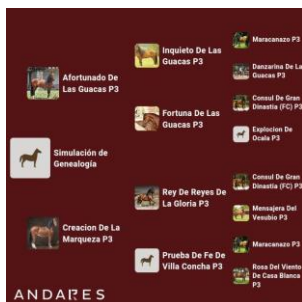 Maracanazo P3
Inquieto De Las
Guacas P3
Danzarina De La
Guacas P3
Afortunado De
Las Guacas P3
Consul De Gran
Dinastia (FC) P3
Fortuna De Las
Guacas P3
Explocion De
Ocala P3
Simulación de
Genealogía
Consul De Gran
Dinastia (FC) P3
Rey De Reyes De
La Gloria P3
Mensajera Del
Vesubio P3
Creacion De La
Marqueza P3
Maracanazo P3
Prueba De Fe De
Villa Concha P3
Rosa Del Viento
De Casa Blanca
P3
ANDARES